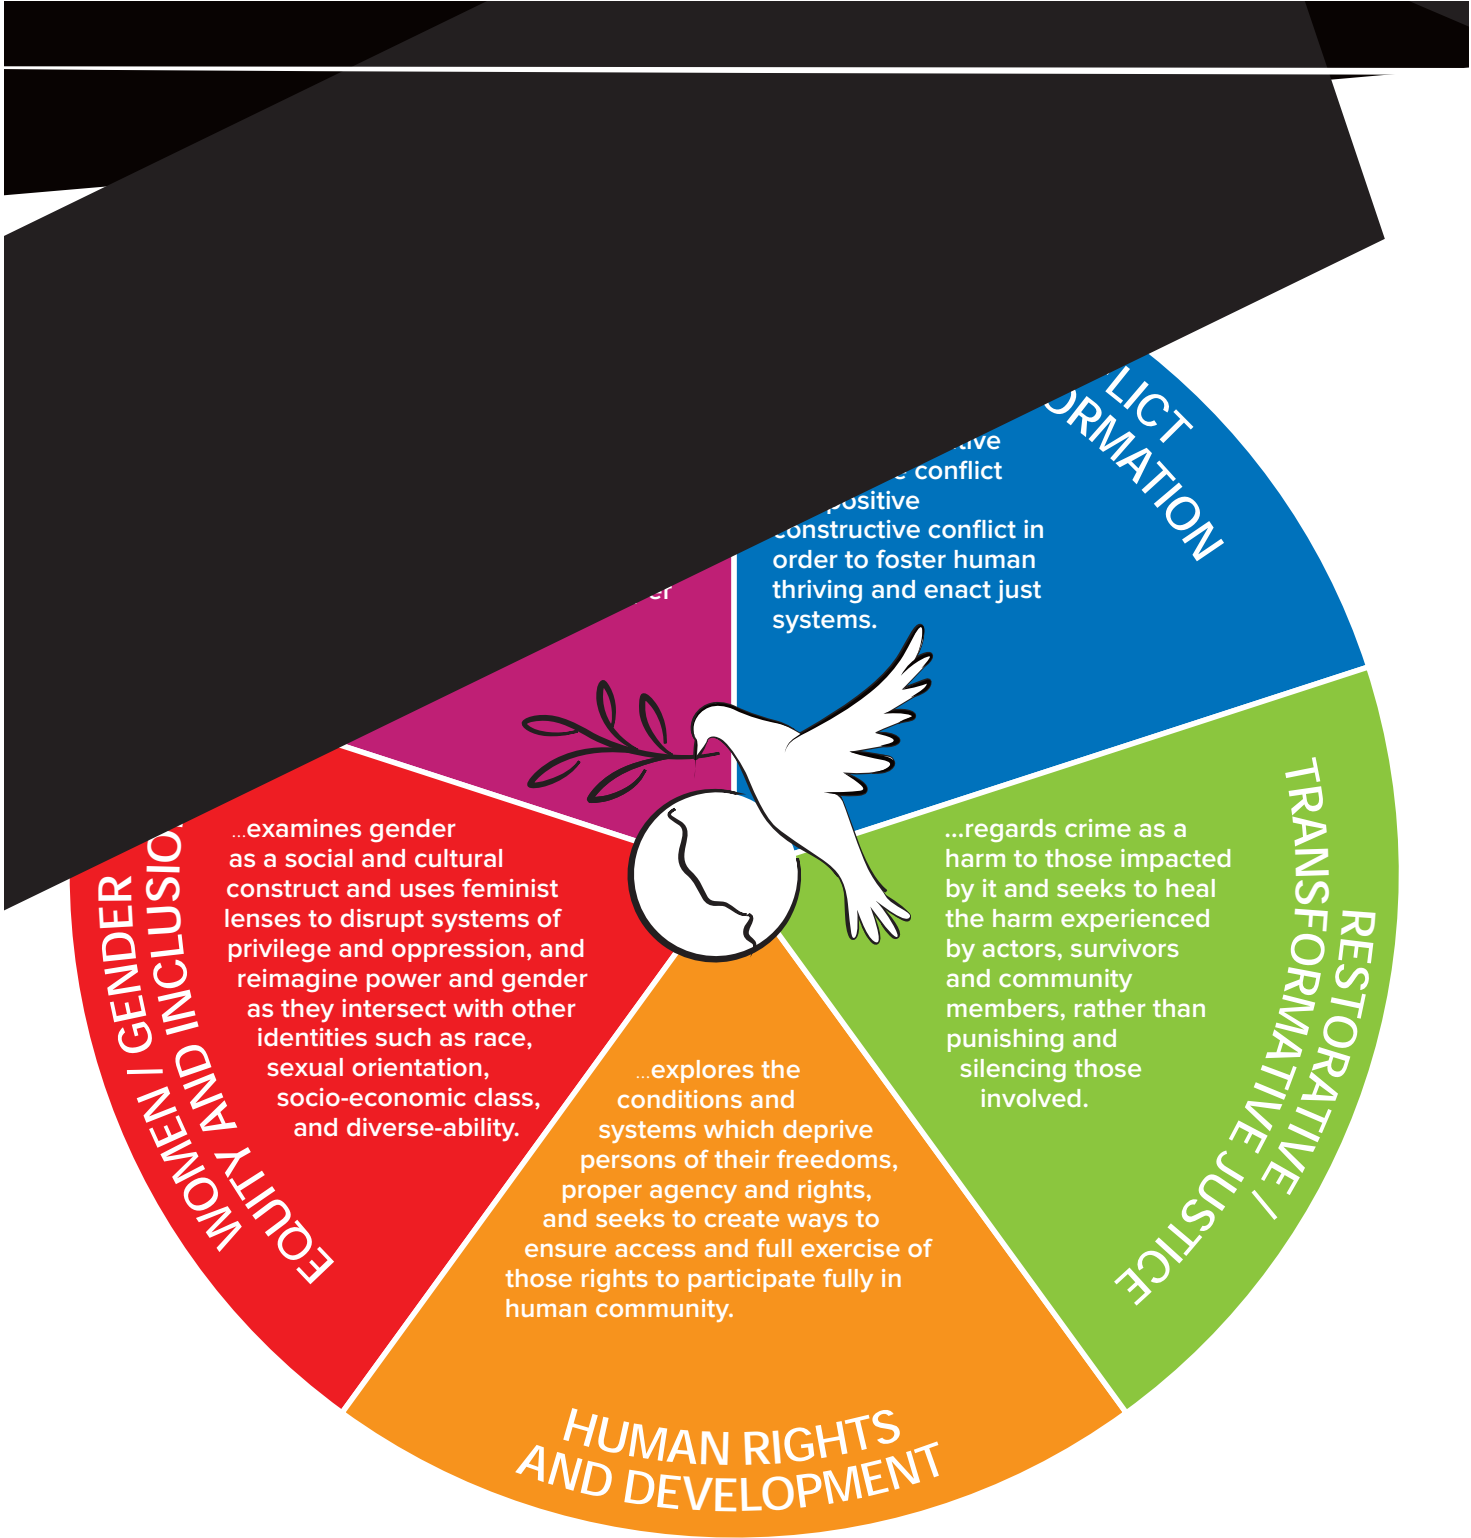 LICT
ORMATION
conflict
constructive conflict in
order to foster human
thriving and enact just
systems.
TRANSFORMATIVE JUSTICE
RESTORATIVE /
...regards crime as a
harm to those impacted
by it and seeks to heal
the harm experienced
by actors, survivors
and community
members, rather than
punishing and
silencing those
involved.
WOMEN / GENDER
EQUITY AND INCLUSIO
...examines gender
as a social and cultural
construct and uses feminist
lenses to disrupt systems of
privilege and oppression, and
reimagine power and gender
as they intersect with other
identities such as race,
sexual orientation,
socio-economic class,
and diverse-ability.
...explores the
conditions and
systems which deprive
persons of their freedoms,
proper agency and rights,
and seeks to create ways to
ensure access and full exercise of
those rights to participate fully in
human community.
HUMAN RIGHTS
AND DEVELOPMENT